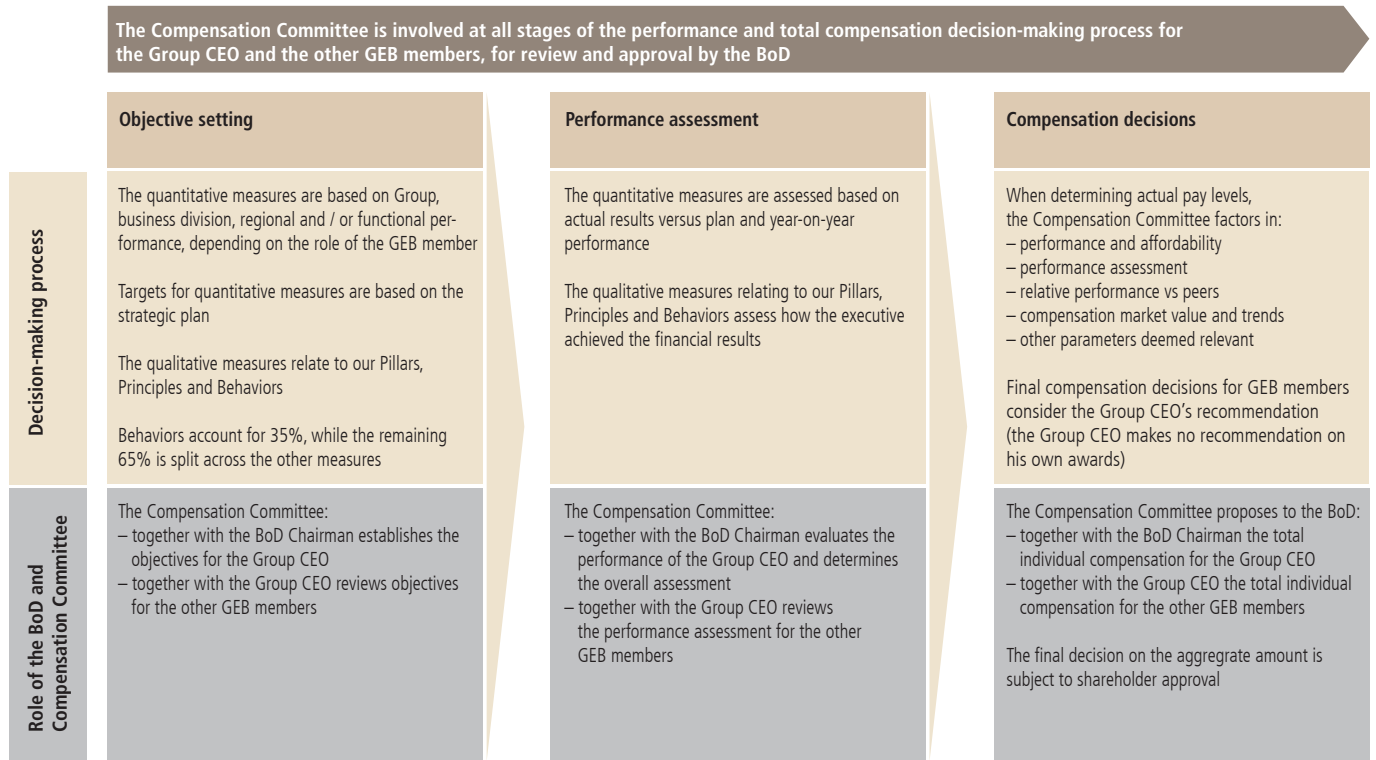 The Compensation Committee is involved at all stages of the performance and total compensation decision-making process for
the Group CEO and the other GEB members, for review and approval by the BoD
Objective setting
Performance assessment
Compensation decisions
Decision-making process
The quantitative measures are based on Group,
business division, regional and / or functional per-
formance, depending on the role of the GEB member
Targets for quantitative measures are based on the
strategic plan
The qualitative measures relate to our Pillars,
Principles and Behaviors
Behaviors account for 35%, while the remaining
65% is split across the other measures
The quantitative measures are assessed based on
actual results versus plan and year-on-year
performance
The qualitative measures relating to our Pillars,
Principles and Behaviors assess how the executive
achieved the financial results
When determining actual pay levels,
the Compensation Committee factors in:
– performance and affordability
– performance assessment
– relative performance vs peers
– compensation market value and trends
– other parameters deemed relevant
Final compensation decisions for GEB members
consider the Group CEO's recommendation
(the Group CEO makes no recommendation on
his own awards)
Role of the BoD and
Compensation Committee
The Compensation Committee:
– together with the BoD Chairman establishes the
objectives for the Group CEO
– together with the Group CEO reviews objectives
for the other GEB members
The Compensation Committee:
– together with the BoD Chairman evaluates the
performance of the Group CEO and determines
the overall assessment
– together with the Group CEO reviews
the performance assessment for the other
GEB members
The Compensation Committee proposes to the BoD:
– together with the BoD Chairman the total
individual compensation for the Group CEO
– together with the Group CEO the total individual
compensation for the other GEB members
The final decision on the aggregrate amount is
subject to shareholder approval